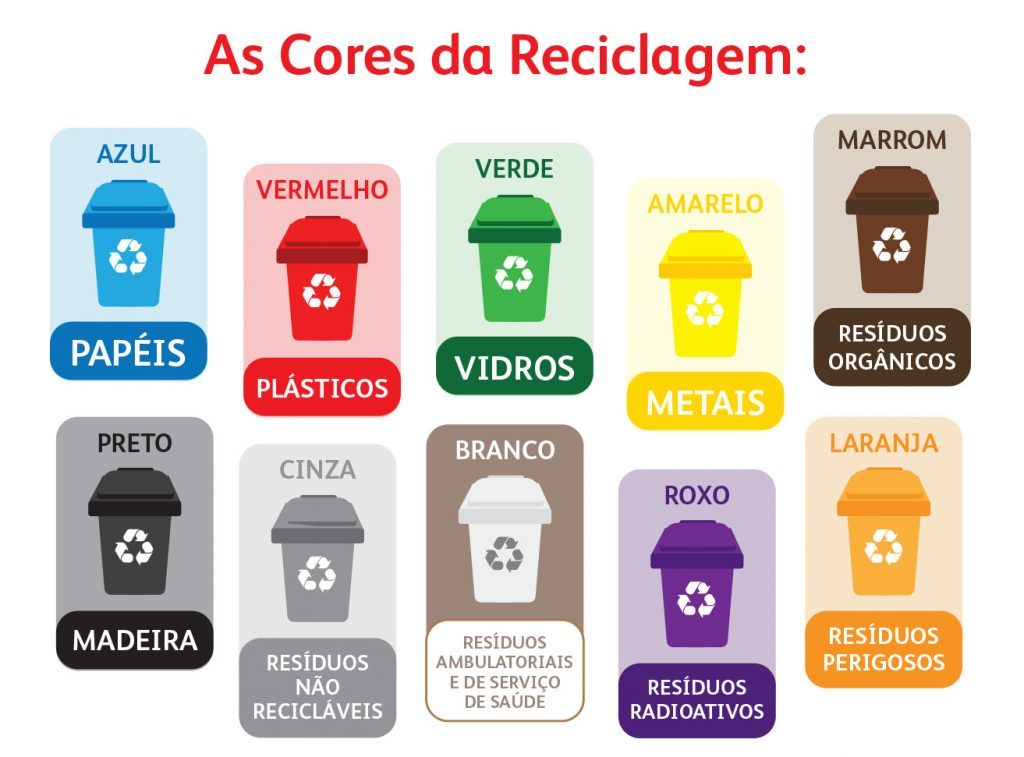 As Cores da Reciclagem:
AZUL
PAPÉIS
VERMELHO
PLÁSTICOS
VERDE
VIDROS
AMARELO
METAIS
MARROM
RESÍDUOS
ORGÂNICOS
PRETO
MADEIRA
CINZA
RESÍDUOS
NÃO
RECICLÁVEIS
BRANCO
RESÍDUOS
AMBULATORIAIS
E DE SERVIÇO
DE SAÚDE
ROXO
RESÍDUOS
RADIOATIVOS
LARANJA
RESÍDUOS
PERIGOSOS